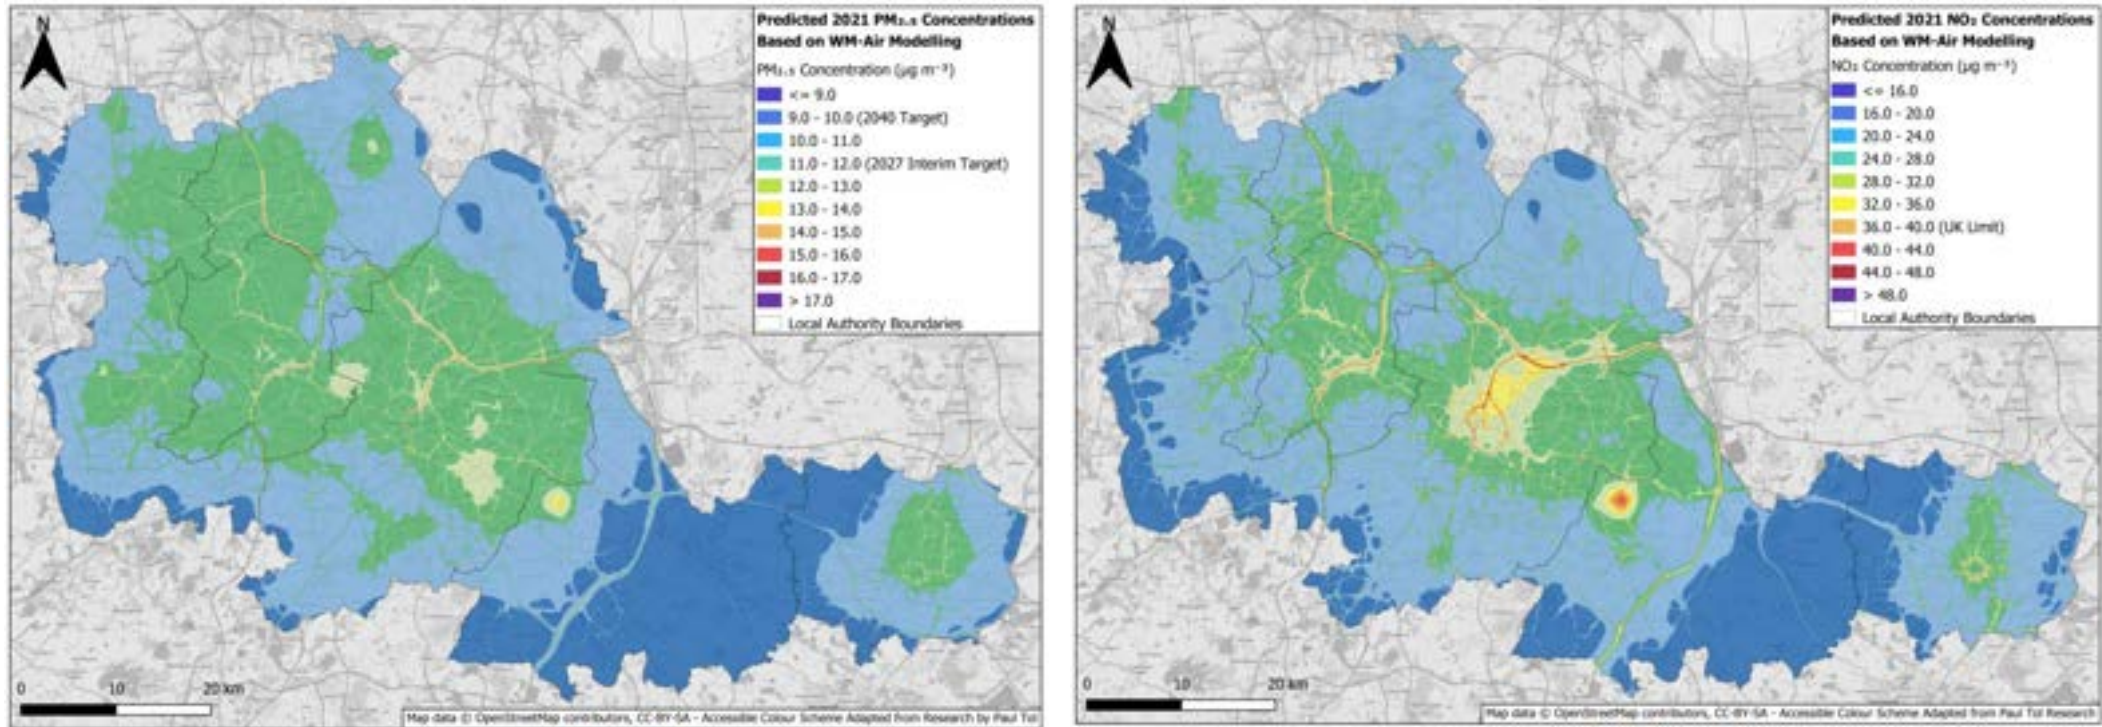 N
Predicted 2021 PM₂.₅ Concentrations
Based on WM-Air Modelling
PM₂.₅ Concentration (µg m⁻³)
<= 9.0
9.0 - 10.0 (2040 Target)
10.0 - 11.0
11.0 - 12.0 (2027 Interim Target)
12.0 - 13.0
13.0 - 14.0
14.0 - 15.0
15.0 - 16.0
16.0 - 17.0
> 17.0
Local Authority Boundaries
0 10 20 km
Map data © OpenStreetMap contributors, CC-BY-SA - Accessible Colour Scheme Adapted from Research by Paul Tol
N
Predicted 2021 NO₂ Concentrations
Based on WM-Air Modelling
NO₂ Concentration (µg m⁻³)
<= 16.0
16.0 - 20.0
20.0 - 24.0
24.0 - 28.0
28.0 - 32.0
32.0 - 36.0
36.0 - 40.0 (UK Limit)
40.0 - 44.0
44.0 - 48.0
> 48.0
Local Authority Boundaries
0 10 20 km
Map data © OpenStreetMap contributors, CC-BY-SA - Accessible Colour Scheme Adapted from Research by Paul Tol